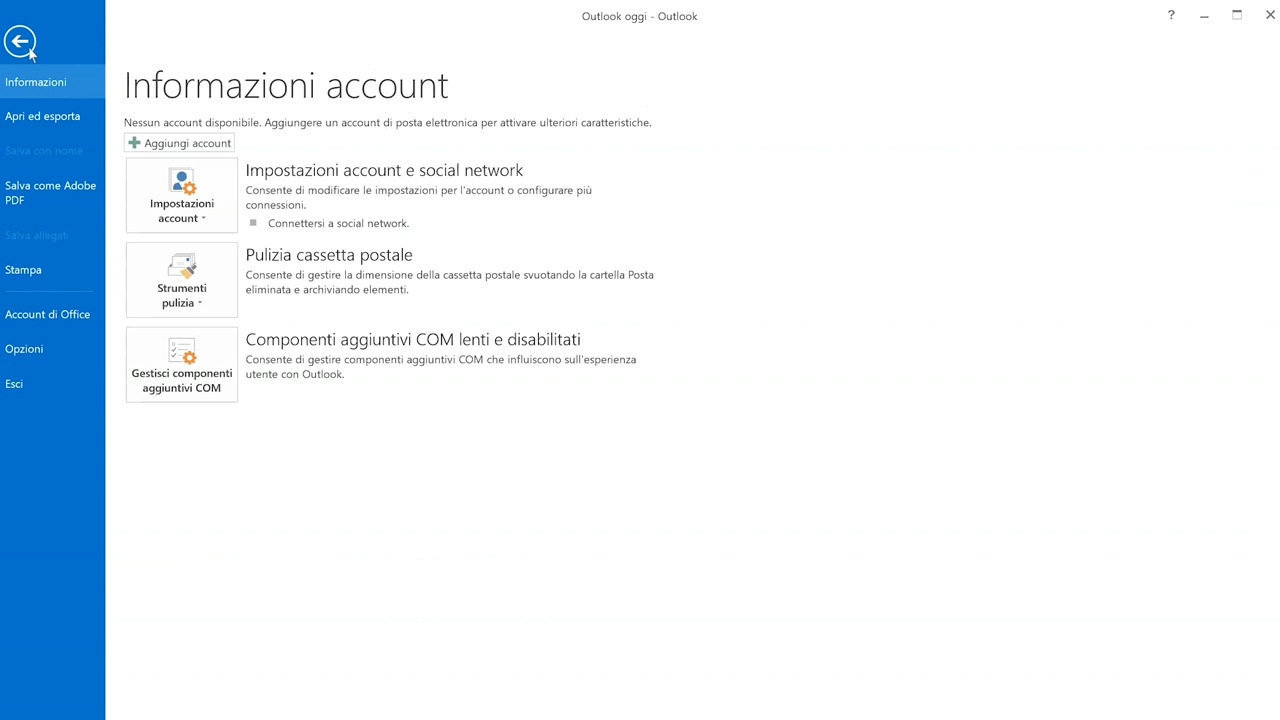 Outlook oggi - Outlook
?
Informazioni
Apri ed esporta
Salva con nome
Salva come Adobe
PDF
Salva allegati
Stampa
Account di Office
Opzioni
Esci
Informazioni account
Nessun account disponibile. Aggiungere un account di posta elettronica per attivare ulteriori caratteristiche.
Aggiungi account
Impostazioni
account
Impostazioni account e social network
Consente di modificare le impostazioni per l'account o configurare più
connessioni.
Connettersi a social network.
Strumenti
pulizia
Pulizia cassetta postale
Consente di gestire la dimensione della cassetta postale svuotando la cartella Posta
eliminata e archiviando elementi.
Gestisci componenti
aggiuntivi COM
Componenti aggiuntivi COM lenti e disabilitati
Consente di gestire componenti aggiuntivi COM che influiscono sull'esperienza
utente con Outlook.